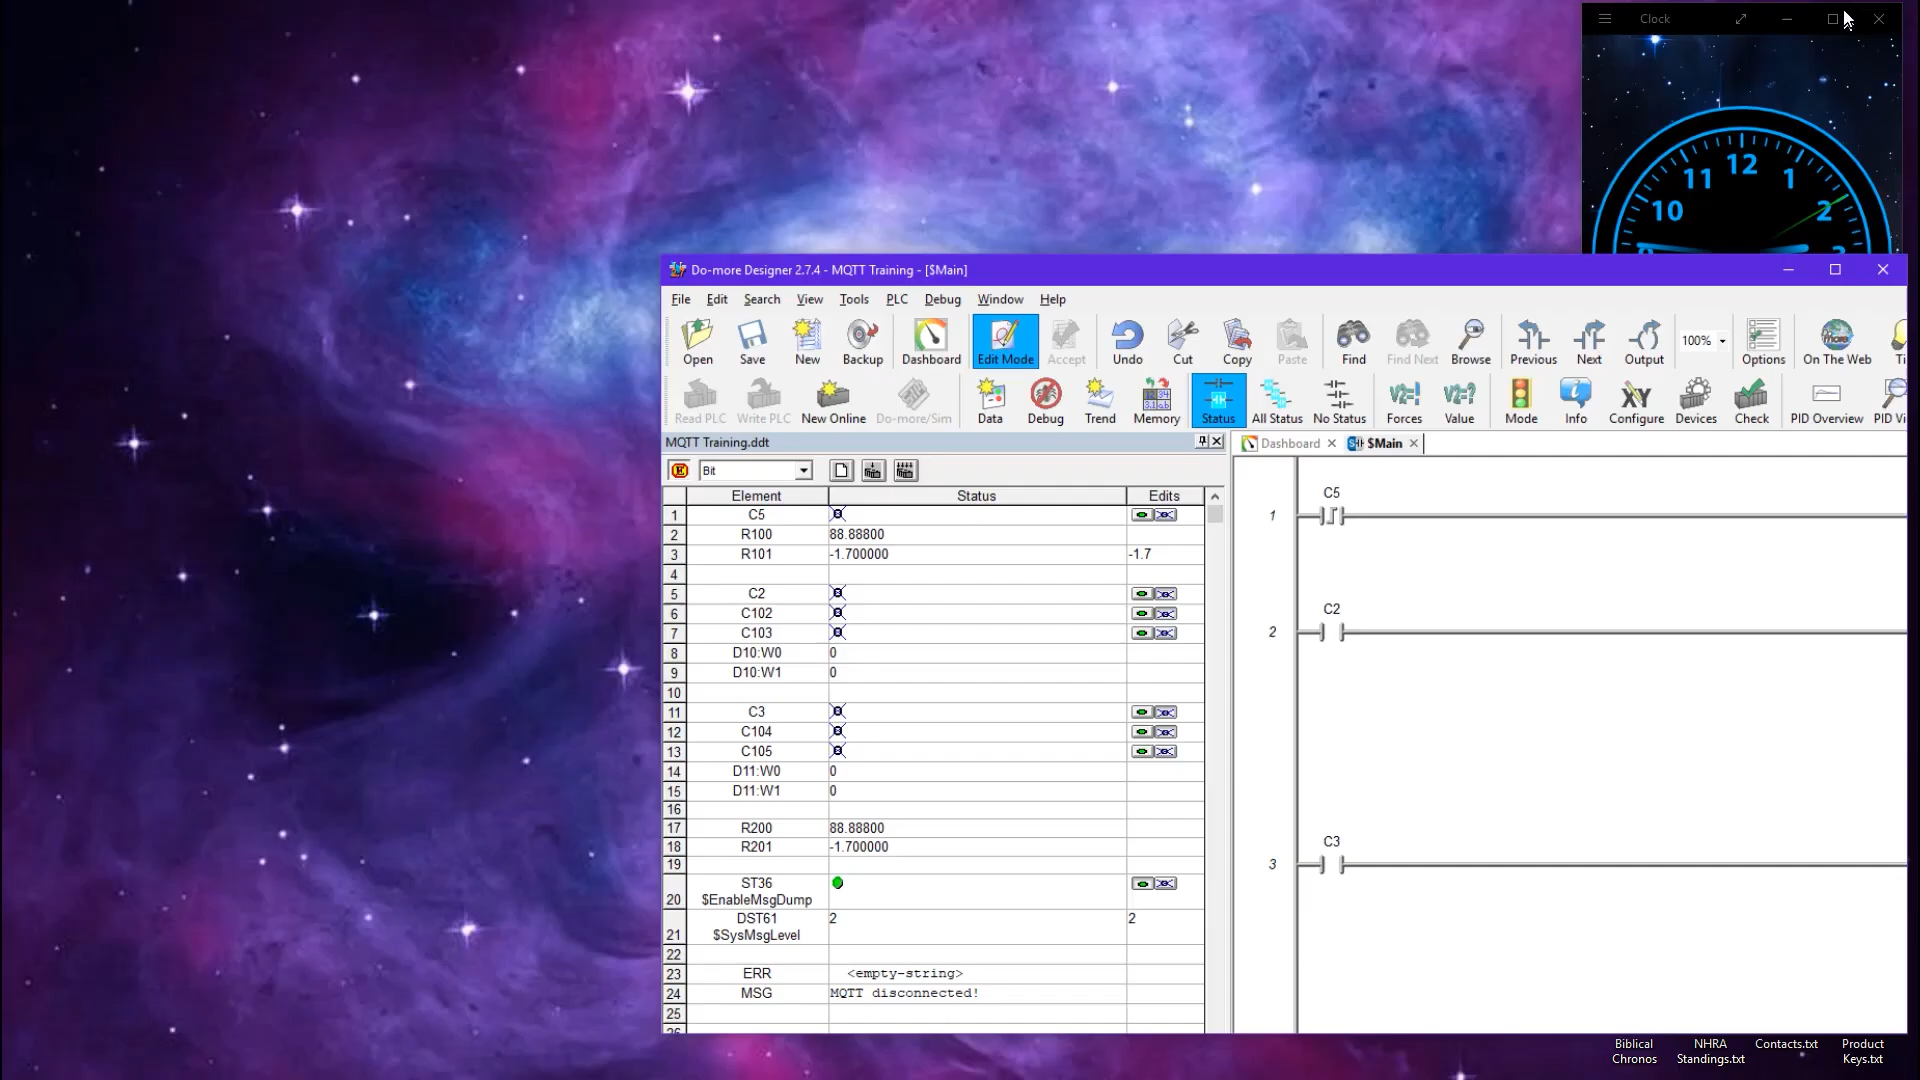 Clock
12
11 1
10 2
Do-more Designer 2.7.4 - MQTT Training - [$Main]
File Edit Search View Tools PLC Debug Window Help
Open Save New Backup Dashboard Edit Mode Accept Undo Cut Copy Paste Find Find Next Browse Previous Next Output 100% Options On The Web
Read PLC Write PLC New Online Do-more/Sim Data Debug Trend Memory Status All Status No Status Forces Value Mode Info Configure Devices Check PID Overview
MQTT Training.ddt
Dashboard $Main
Bit
Element Status Edits
1 C5
2 R100 88.88800
3 R101 -1.700000 -1.7
4
5 C2
6 C102
7 C103
8 D10:W0 0
9 D10:W1 0
10
11 C3
12 C104
13 C105
14 D11:W0 0
15 D11:W1 0
16
17 R200 88.88800
18 R201 -1.700000
19
ST36
20 $EnableMsgDump
DST61 2 2
21 $SysMsgLevel
22
23 ERR <empty-string>
24 MSG MQTT disconnected!
25
C5
1
C2
2
C3
3
Biblical Chronos
NHRA Standings.txt
Contacts.txt
Product Keys.txt